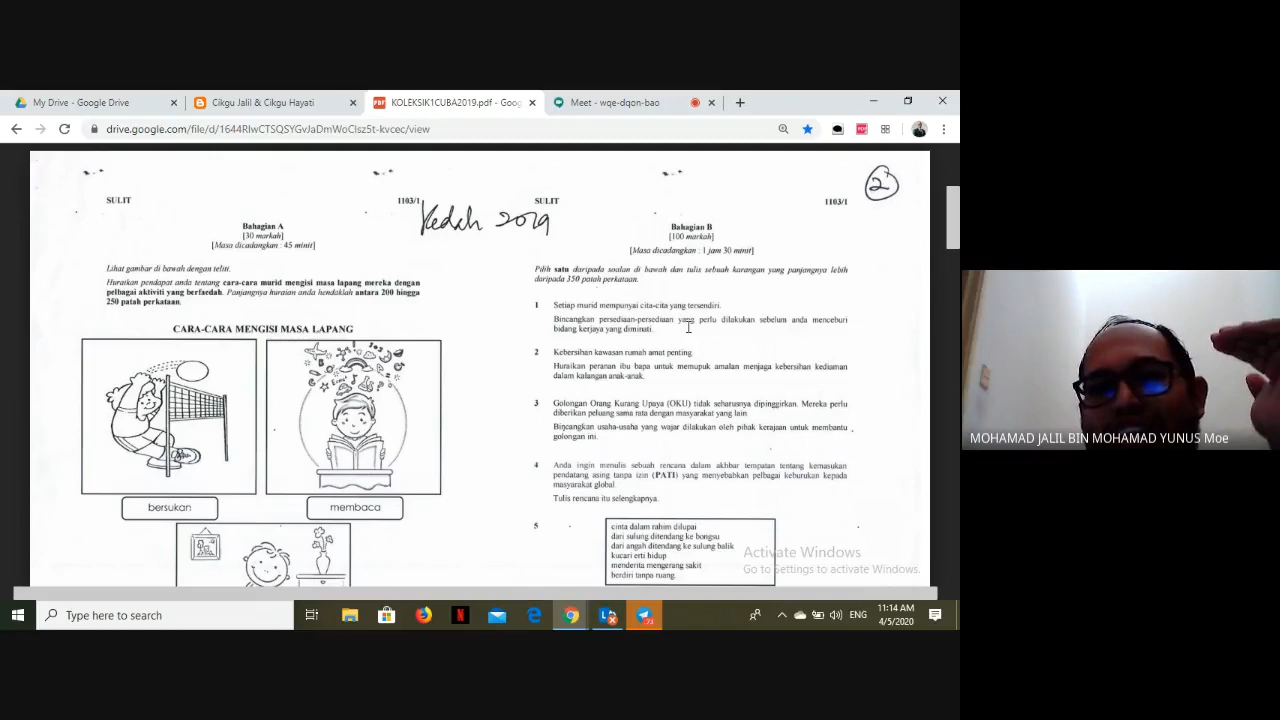 My Drive - Google Drive
Cikgu Jalil & Cikgu Hayati
KOLEKSIK1CUBA2019.pdf - Goog
Meet - wqe-dqon-bao
drive.google.com/file/d/1644RIwCTSQSYGvJaDmWoClsz5t-kvcec/view
SULIT
1103/1
Kedah 2019
Bahagian A
[30 markah]
[Masa dicadangkan : 45 minit]
Lihat gambar di bawah dengan teliti.
Huraikan pendapat anda tentang cara-cara murid mengisi masa lapang mereka dengan
pelbagai aktiviti yang berfaedah. Panjangnya huraian anda hendaklah antara 200 hingga
250 patah perkataan.
CARA-CARA MENGISI MASA LAPANG
bersukan
membaca
SULIT
1103/1
2
Bahagian B
[100 markah]
[Masa dicadangkan : 1 jam 30 minit]
Pilih satu daripada soalan di bawah dan tulis sebuah karangan yang panjangnya lebih
daripada 350 patah perkataan.
1 Setiap murid mempunyai cita-cita yang tersendiri.
Bincangkan persediaan-persediaan yang perlu dilakukan sebelum anda menceburi
bidang kerjaya yang diminati.
2 Kebersihan kawasan rumah amat penting
Huraikan peranan ibu bapa untuk memupuk amalan menjaga kebersihan kediaman
dalam kalangan anak-anak.
3 Golongan Orang Kurang Upaya (OKU) tidak seharusnya dipinggirkan. Mereka perlu
diberikan peluang sama rata dengan masyarakat yang lain.
Bincangkan usaha-usaha yang wajar dilakukan oleh pihak kerajaan untuk membantu
golongan ini.
4 Anda ingin menulis sebuah rencana dalam akhbar tempatan tentang kemasukan
pendatang asing tanpa izin (PATI) yang menyebabkan pelbagai keburukan kepada
masyarakat global.
Tulis rencana itu selengkapnya.
5 cinta dalam rahim dilupai
dari sulung ditendang ke bongsu
dari angah ditendang ke sulung balik
kucari erti hidup
menderita mengerang sakit
berdiri tanpa ruang.
Activate Windows
Go to Settings to activate Windows.
MOHAMAD JALIL BIN MOHAMAD YUNUS Moe
Type here to search
ENG
11:14 AM
4/5/2020